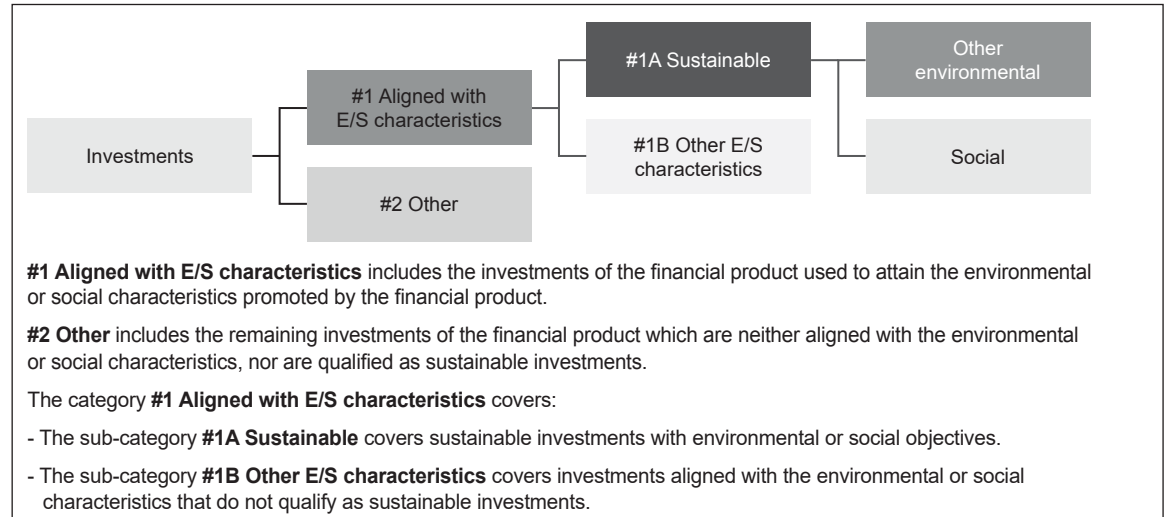 Investments
#1 Aligned with
E/S characteristics
#2 Other
#1A Sustainable
#1B Other E/S
characteristics
Other
environmental
Social
#1 Aligned with E/S characteristics includes the investments of the financial product used to attain the environmental
or social characteristics promoted by the financial product.
#2 Other includes the remaining investments of the financial product which are neither aligned with the environmental
or social characteristics, nor are qualified as sustainable investments.
The category #1 Aligned with E/S characteristics covers:
- The sub-category #1A Sustainable covers sustainable investments with environmental or social objectives.
- The sub-category #1B Other E/S characteristics covers investments aligned with the environmental or social
characteristics that do not qualify as sustainable investments.